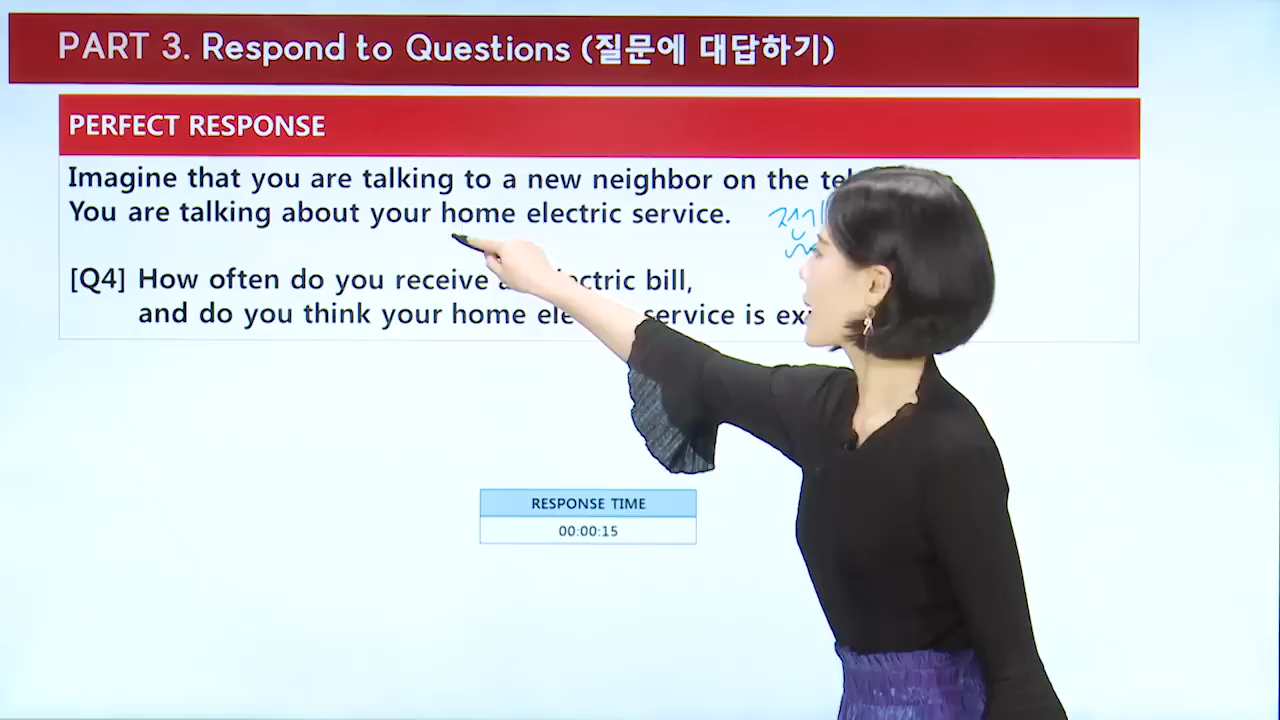 PART 3. Respond to Questions (질문에 대답하기)
PERFECT RESPONSE
Imagine that you are talking to a new neighbor on the
You are talking about your home electric service.
[Q4] How often do you receive bill,
and do you think your home service is
RESPONSE TIME
00:00:15